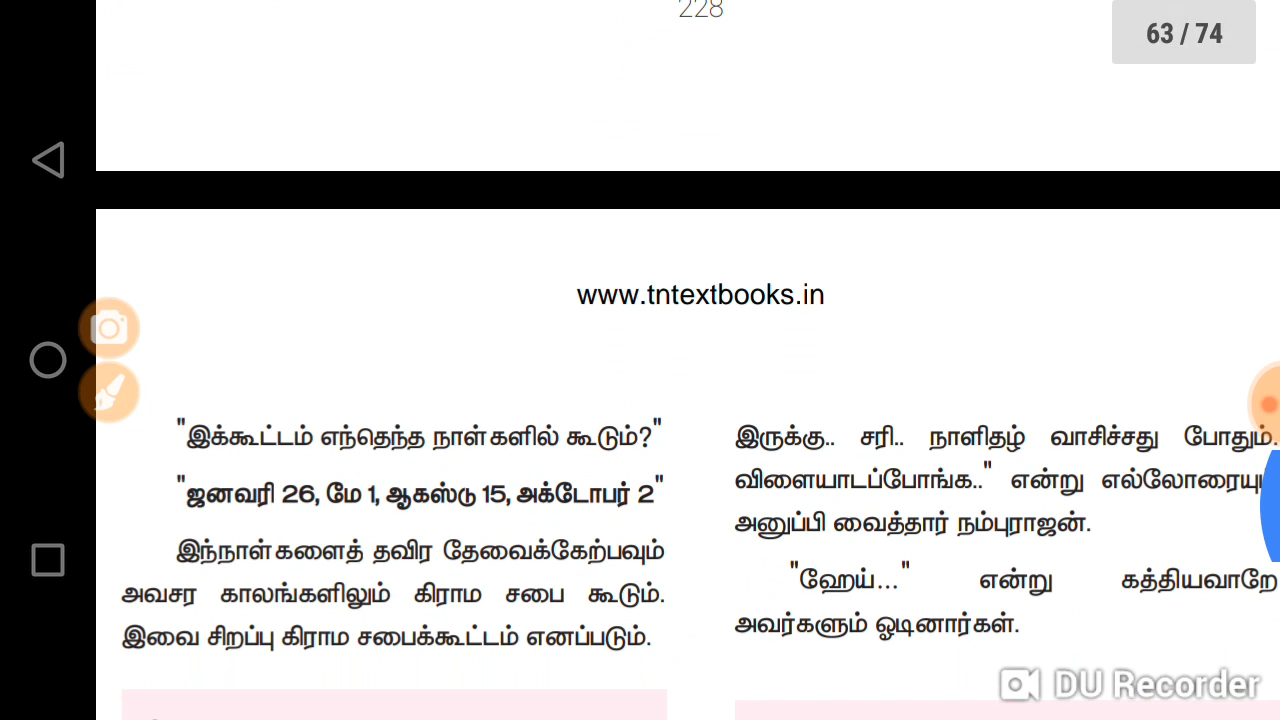 228
63 / 74
www.tntextbooks.in
"இக்கூட்டம் எந்தெந்த நாள்களில் கூடும்?"
"ஜனவரி 26, மே 1, ஆகஸ்டு 15, அக்டோபர் 2"
இந்நாள்களைத் தவிர தேவைக்கேற்பவும்
அவசர காலங்களிலும் கிராம சபை கூடும்.
இவை சிறப்பு கிராம சபைக்கூட்டம் எனப்படும்.
இருக்கு.. சரி.. நாளிதழ் வாசிச்சது போதும்.
விளையாடப்போங்க.." என்று
அனுப்பி வைத்தார் நம்புராஜன்.
"ஹேய்..." என்று கத்தியவாறே
அவர்களும் ஓடினார்கள்.
DU Recorder